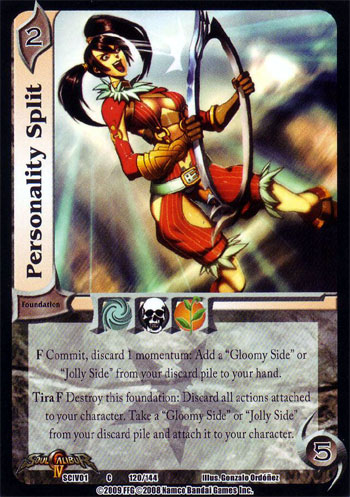 2
Personality Split
Foundation
F Commit, discard 1 momentum: Add a “Gloomy Side” or
“Jolly Side” from your discard pile to your hand.
Tira F Destroy this foundation: Discard all actions attached
to your character. Take a “Gloomy Side” or “Jolly Side”
from your discard pile and attach it to your character.
5
SOULCALIBUR
IV
SCIV01 C 120/144 Illus. Gonzalo Ordóñez
©2009 FFG © 2008 Namco Bandai Games Inc.